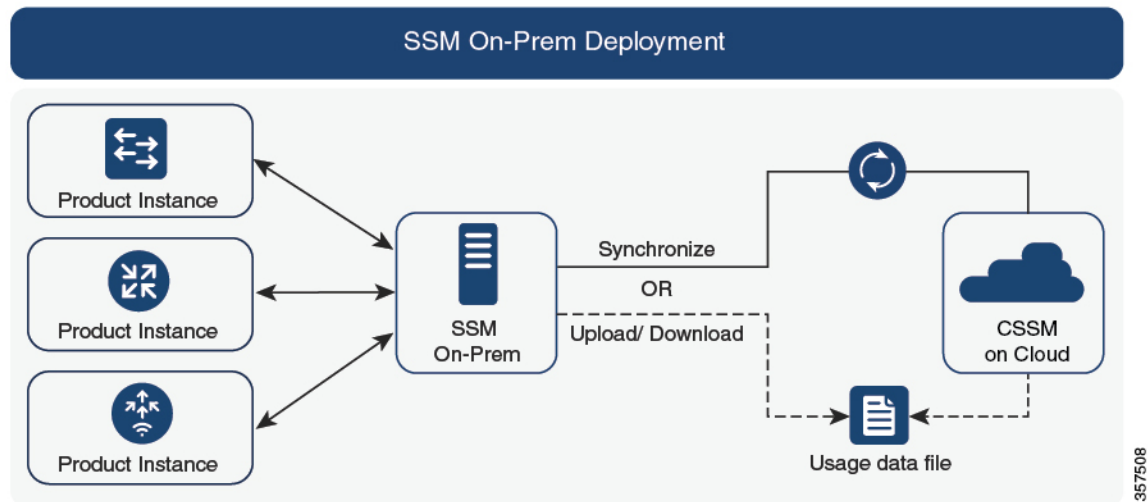 SSM On-Prem Deployment
Product Instance
Product Instance
Product Instance
SSM
On-Prem
Synchronize
OR
Upload/ Download
CSSM
on Cloud
Usage data file
357508